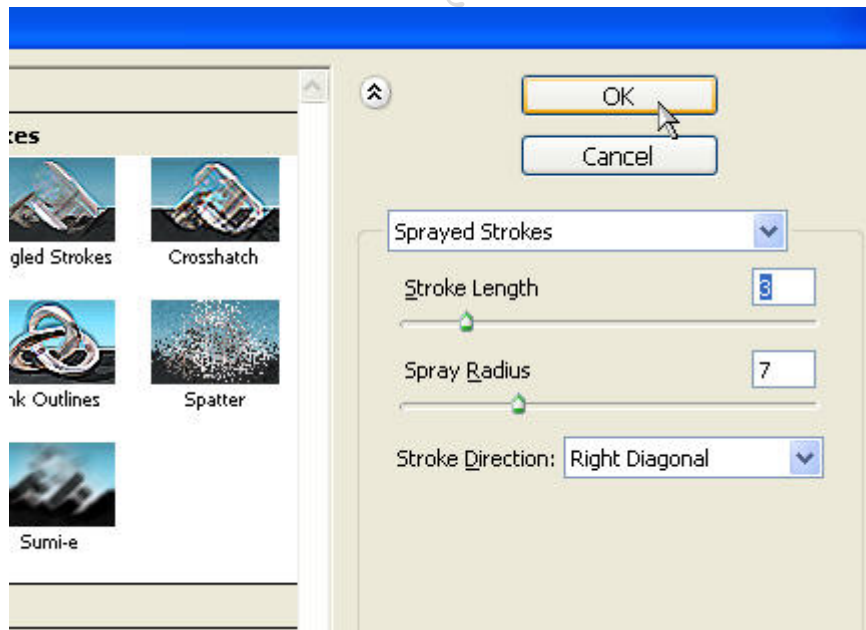 OK
Cancel
kes
gled Strokes
Crosshatch
nk Outlines
Spatter
Sumi-e
Sprayed Strokes
Stroke Length
3
Spray Radius
7
Stroke Direction: Right Diagonal